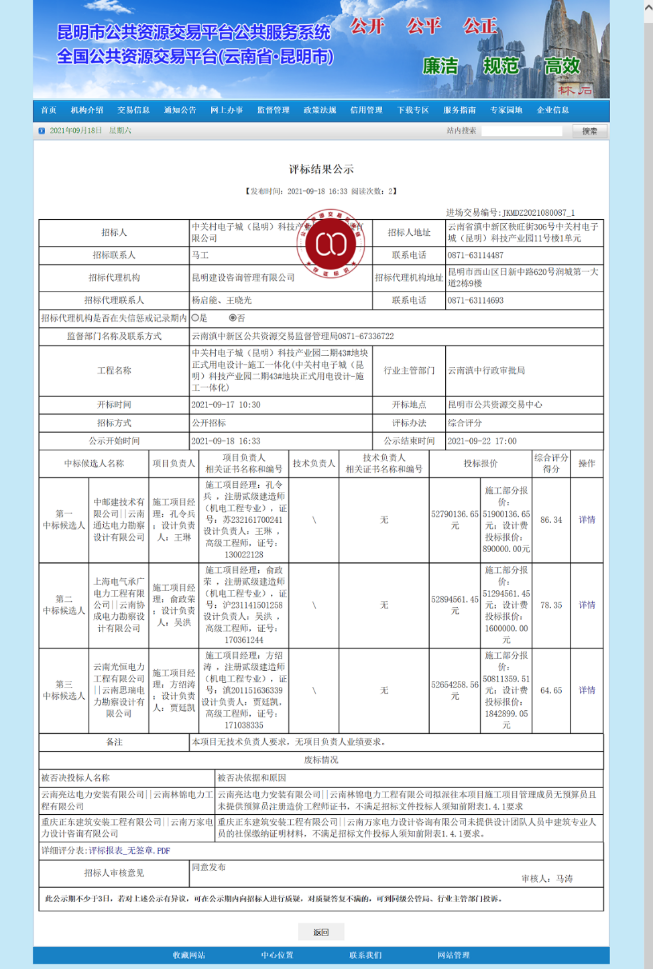 昆明市公共资源交易平台公共服务系统
全国公共资源交易平台(云南省·昆明市)
公开 公平 公正
廉洁 规范 高效
首页 机构介绍 交易信息 通知公告 网上办事 监督管理 政策法规 信用管理 下载专区 服务指南 专家园地 企业信息
2021年09月18日 星期六
站内搜索
搜索
评标结果公示
【发布时间: 2021-09-18 16:33 阅读次数: 2】
进场交易编号:JKMDZ2021080087_1
招标人
中关村电子城（昆明）科技产
限公司
招标人地址
云南省滇中新区秋旺街306号中关村电子
城（昆明）科技产业园11号楼1单元
招标联系人
马工
联系电话
0871-63114487
招标代理机构
昆明建设咨询管理有限公司
招标代理机构地址
昆明市西山区日新中路620号润城第一大
道2栋9楼
招标代理联系人
杨启能、王晓光
联系电话
0871-63114693
招标代理机构是否在失信惩戒记录期内
是 否
监督部门名称及联系方式
云南滇中新区公共资源交易监督管理局0871-67336722
工程名称
中关村电子城（昆明）科技产业园二期43#地块
正式用电设计-施工一体化(中关村电子城（昆
明）科技产业园二期43#地块正式用电设计-施
工一体化)
行业主管部门
云南滇中行政审批局
开标时间
2021-09-17 10:30
开标地点
昆明市公共资源交易中心
招标方式
公开招标
评标办法
综合评分
公示开始时间
2021-09-18 16:33
公示结束时间
2021-09-22 17:00
中标候选人名称
项目负责人
项目负责人
相关证书名称和编号
技术负责人
技术负责人
相关证书名称和编号
投标报价
综合评分
得分
操作
第一
中标候选人
中邮建技术有
限公司||云南
通达电力勘察
设计有限公司
施工项目经
理：孔令兵
；设计负责
人：王琳
施工项目经理：孔令
兵 ，注册贰级建造师
（机电工程专业），证
号：苏232161700241
设计负责人：王琳 ，
高级工程师，证号：
130022128
\
无
52790136.65
元
施工部分报
价：
51900136.65
元；设计费
投标报价：
890000.00元
86.34
详情
第二
中标候选人
上海电气承广
电力工程有限
公司||云南协
成电力勘察设
计有限公司
施工项目经
理：俞政荣
；设计负责
人：吴洪
施工项目经理：俞政
荣 ，注册贰级建造师
（机电工程专业），证
号：沪231141501258
设计负责人：吴洪 ，
高级工程师，证号：
170361244
\
无
52894561.45
元
施工部分报
价：
51294561.45
元；设计费
投标报价：
1600000.00
元
78.35
详情
第三
中标候选人
云南光恒电力
工程有限公司
||云南思瑞电
力勘察设计有
限公司
施工项目经
理：方绍涛
；设计负责
人：贾廷凯
施工项目经理：方绍
涛 ，注册贰级建造师
（机电工程专业），证
号：滇201151636339
设计负责人：贾廷凯，
高级工程师，证号：
171038335
\
无
52654258.56
元
施工部分报
价：
50811359.51
元；设计费
投标报价：
1842899.05
元
64.65
详情
备注
本项目无技术负责人要求，无项目负责人业绩要求。
废标情况
被否决投标人名称
被否决依据和原因
云南亮达电力安装有限公司||云南林锦电力工
程有限公司
云南亮达电力安装有限公司||云南林锦电力工程有限公司拟派往本项目施工项目管理成员无预算员且
未提供预算员注册造价工程师证书，不满足招标文件投标人须知前附表1.4.1要求
重庆正东建筑安装工程有限公司||云南万家电
力设计咨询有限公司
重庆正东建筑安装工程有限公司||云南万家电力设计咨询有限公司未提供设计团队人员中建筑专业人
员的社保缴纳证明材料，不满足招标文件投标人须知前附表1.4.1要求。
详细评分表:评标报表_无签章.PDF
招标人审核意见
同意发布
审核人：马涛
此公示期不少于3日，若对上述公示有异议，可在公示期内向招标人进行质疑，对质疑答复不满的，可到同级公管局、行业主管部门投诉。
返回
收藏网站 中心位置 联系我们 网站管理